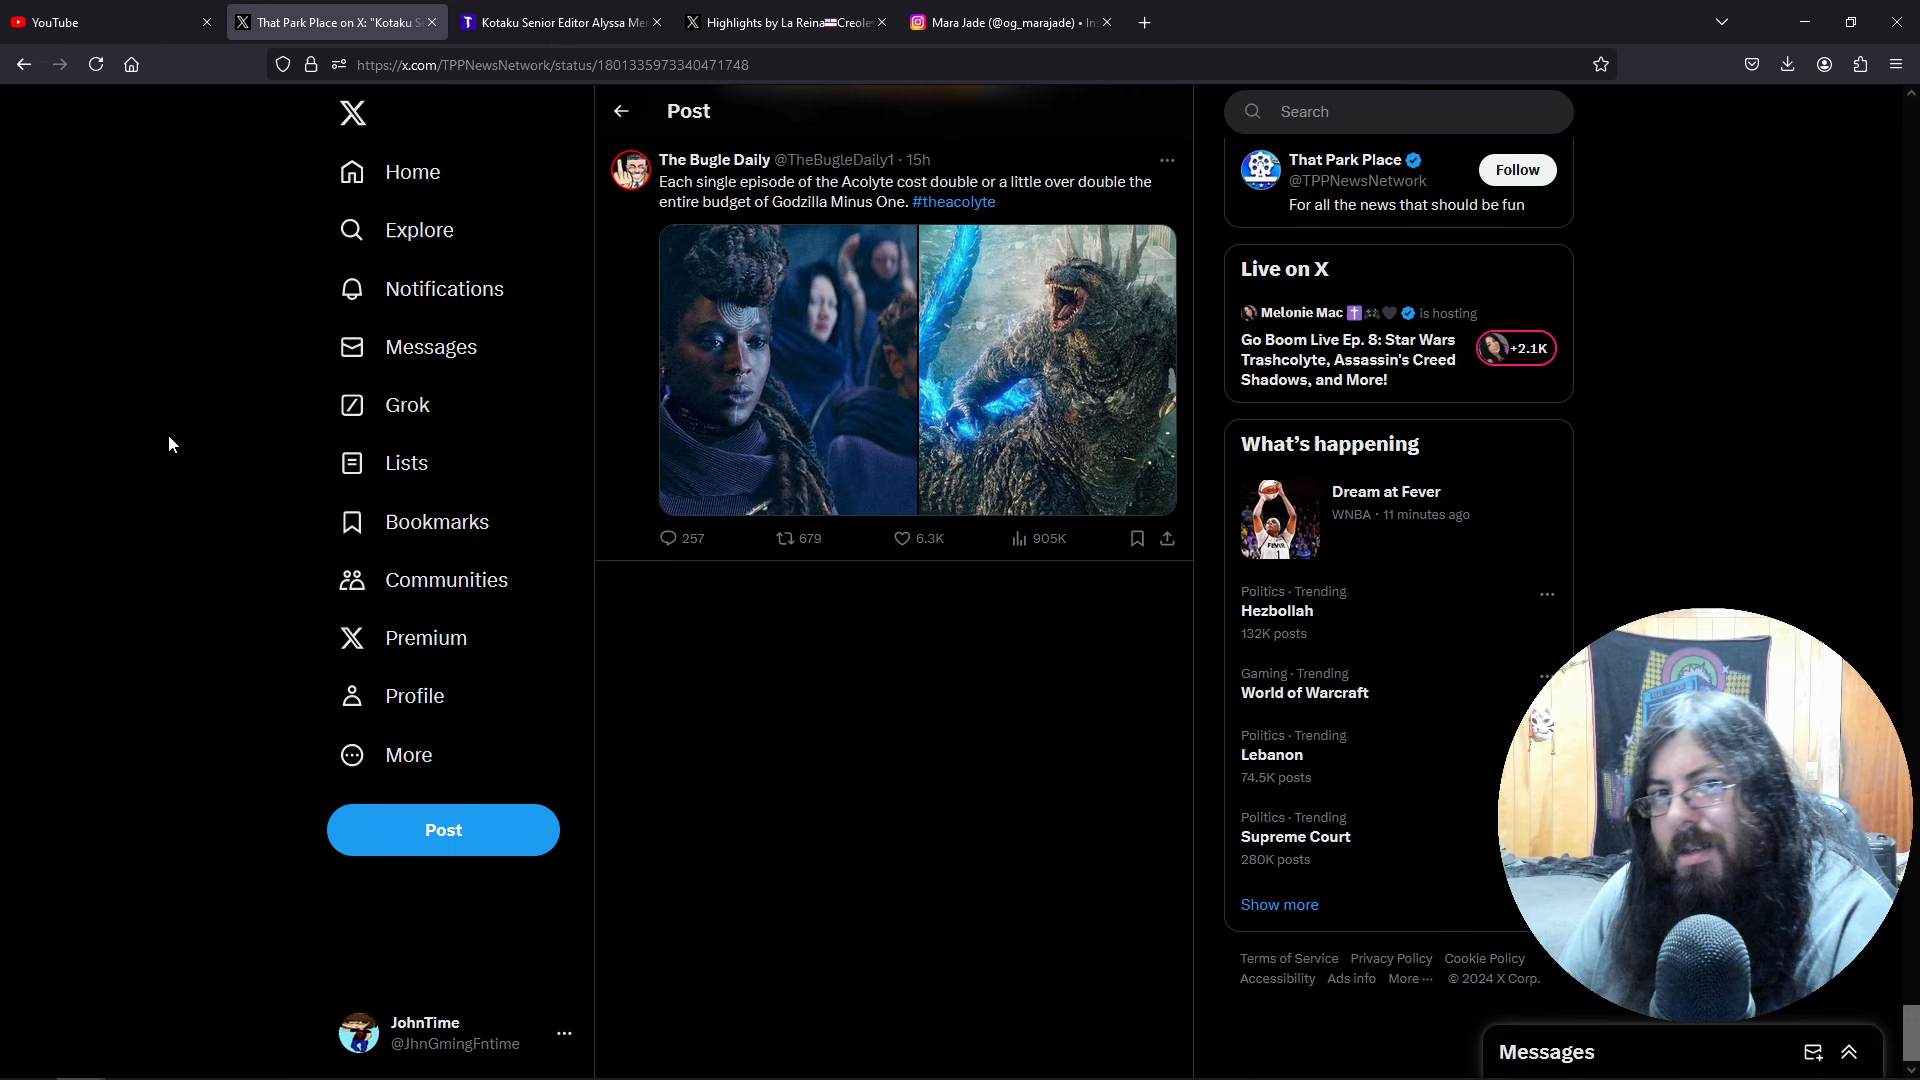 YouTube
That Park Place on X: "Kotaku S
Kotaku Senior Editor Alyssa Me
Highlights by La Reina Creole
Mara Jade (@og_marajade) • In
https://x.com/TPPNewsNetwork/status/1801335973340471748
Home
Explore
Notifications
Messages
Grok
Lists
Bookmarks
Communities
Premium
Profile
More
Post
JohnTime
@JhnGmingFntime
Post
The Bugle Daily @TheBugleDaily1 · 15h
Each single episode of the Acolyte cost double or a little over double the
entire budget of Godzilla Minus One. #theacolyte
257 679 6.3K 905K
Search
That Park Place
@TPPNewsNetwork
Follow
For all the news that should be fun
Live on X
Melonie Mac is hosting
Go Boom Live Ep. 8: Star Wars
Trashcolyte, Assassin's Creed
Shadows, and More!
+2.1K
What's happening
Dream at Fever
WNBA · 11 minutes ago
FEVER
1
Politics · Trending
Hezbollah
132K posts
Gaming · Trending
World of Warcraft
Politics · Trending
Lebanon
74.5K posts
Politics · Trending
Supreme Court
280K posts
Show more
Terms of Service Privacy Policy Cookie Policy
Accessibility Ads info More ··· © 2024 X Corp.
Messages